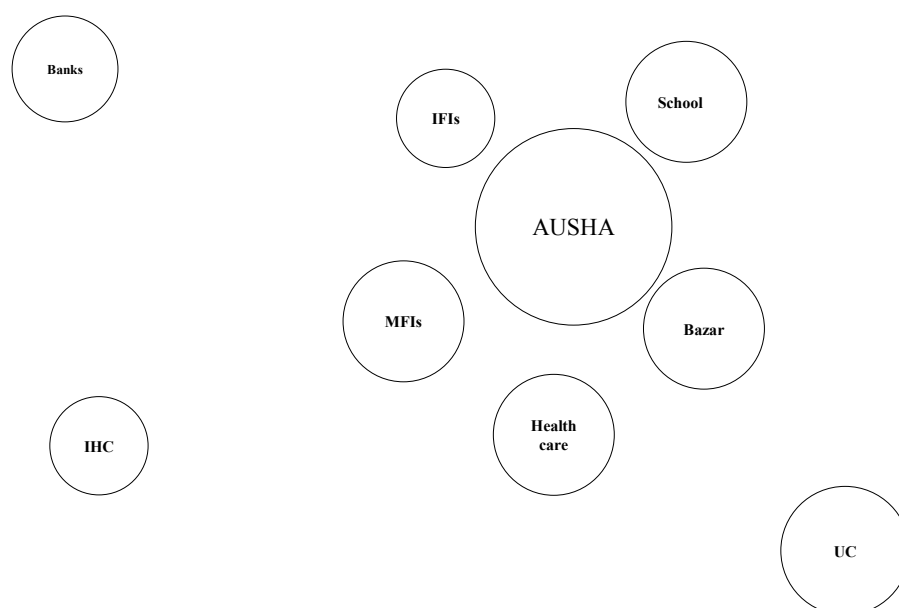 Banks
School
IFIs
AUSHA
MFIs
Bazar
Health
care
IHC
UC